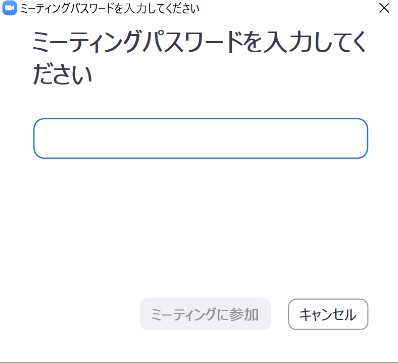 ミーティングパスワードを入力してください
ミーティングパスワードを入力してく
ださい
ミーティングに参加
キャンセル